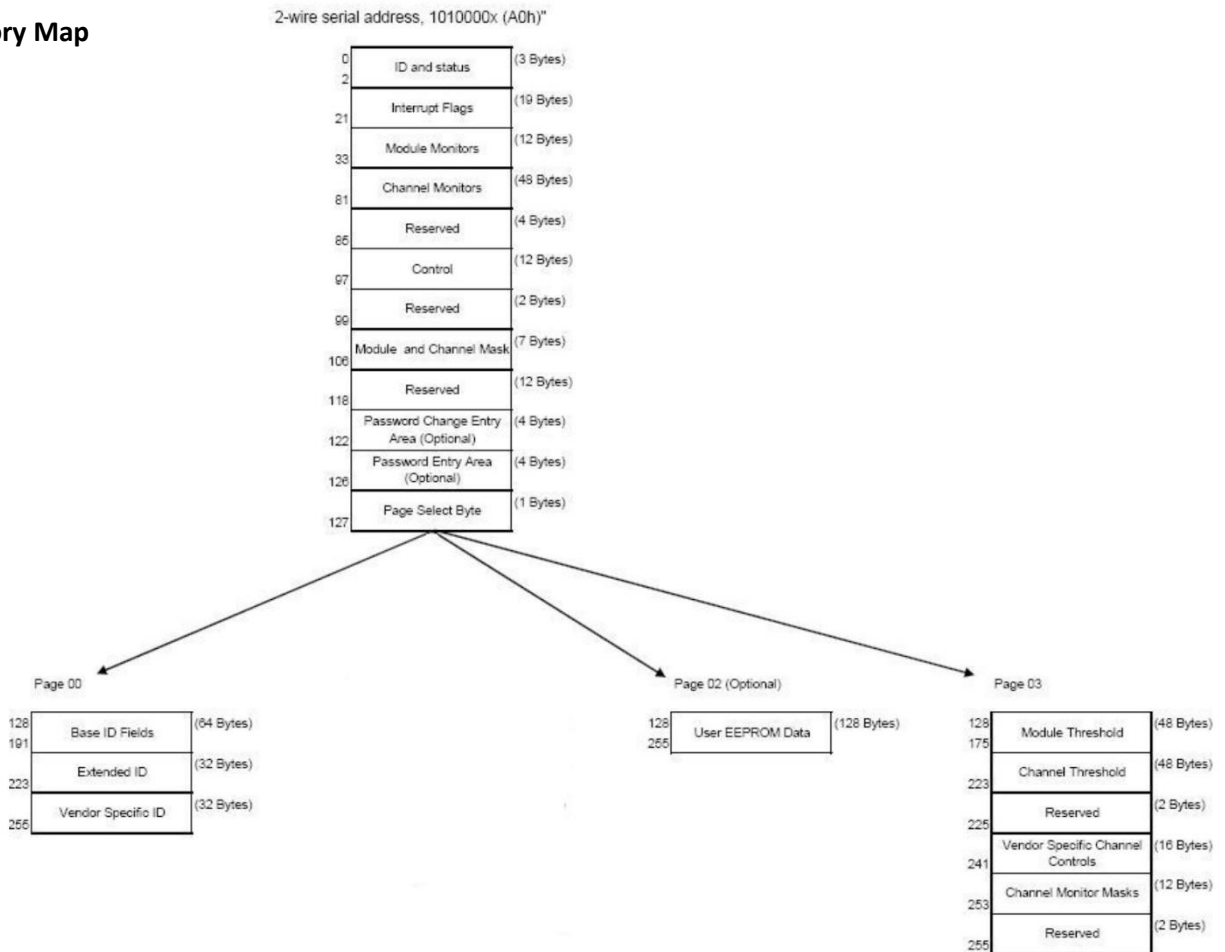 ory Map
2-wire serial address, 1010000x (A0h)"
0
2
ID and status
(3 Bytes)
21
Interrupt Flags
(19 Bytes)
33
Module Monitors
(12 Bytes)
81
Channel Monitors
(48 Bytes)
85
Reserved
(4 Bytes)
97
Control
(12 Bytes)
99
Reserved
(2 Bytes)
106
Module and Channel Mask
(7 Bytes)
118
Reserved
(12 Bytes)
122
Password Change Entry
Area (Optional)
(4 Bytes)
126
Password Entry Area
(Optional)
(4 Bytes)
127
Page Select Byte
(1 Bytes)
Page 00
128
191
Base ID Fields
(64 Bytes)
223
Extended ID
(32 Bytes)
255
Vendor Specific ID
(32 Bytes)
Page 02 (Optional)
128
255
User EEPROM Data
(128 Bytes)
Page 03
128
175
Module Threshold
(48 Bytes)
223
Channel Threshold
(48 Bytes)
225
Reserved
(2 Bytes)
241
Vendor Specific Channel
Controls
(16 Bytes)
253
Channel Monitor Masks
(12 Bytes)
255
Reserved
(2 Bytes)